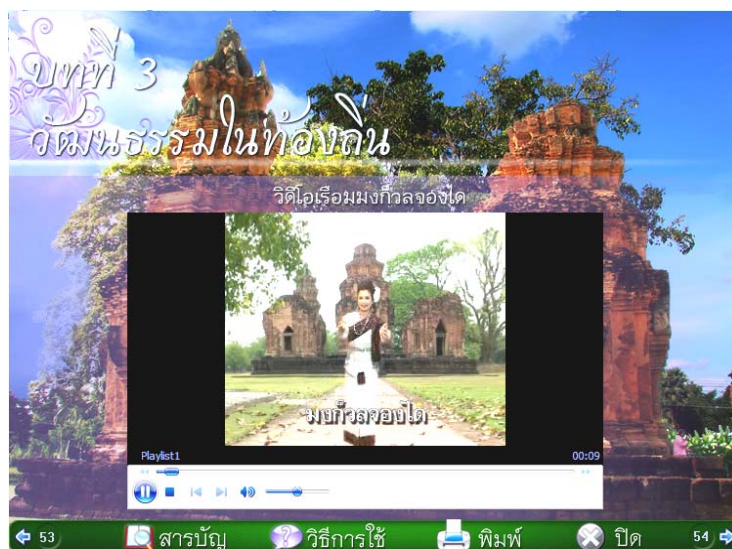 บทที่ 3
วัฒนธรรมในท้องถิ่น
วิดีโอเรือมมงก็วลจองได
มงก็วลจองได
Playlist1 00:09
53 สารบัญ วิธีการใช้ พิมพ์ ปิด 54